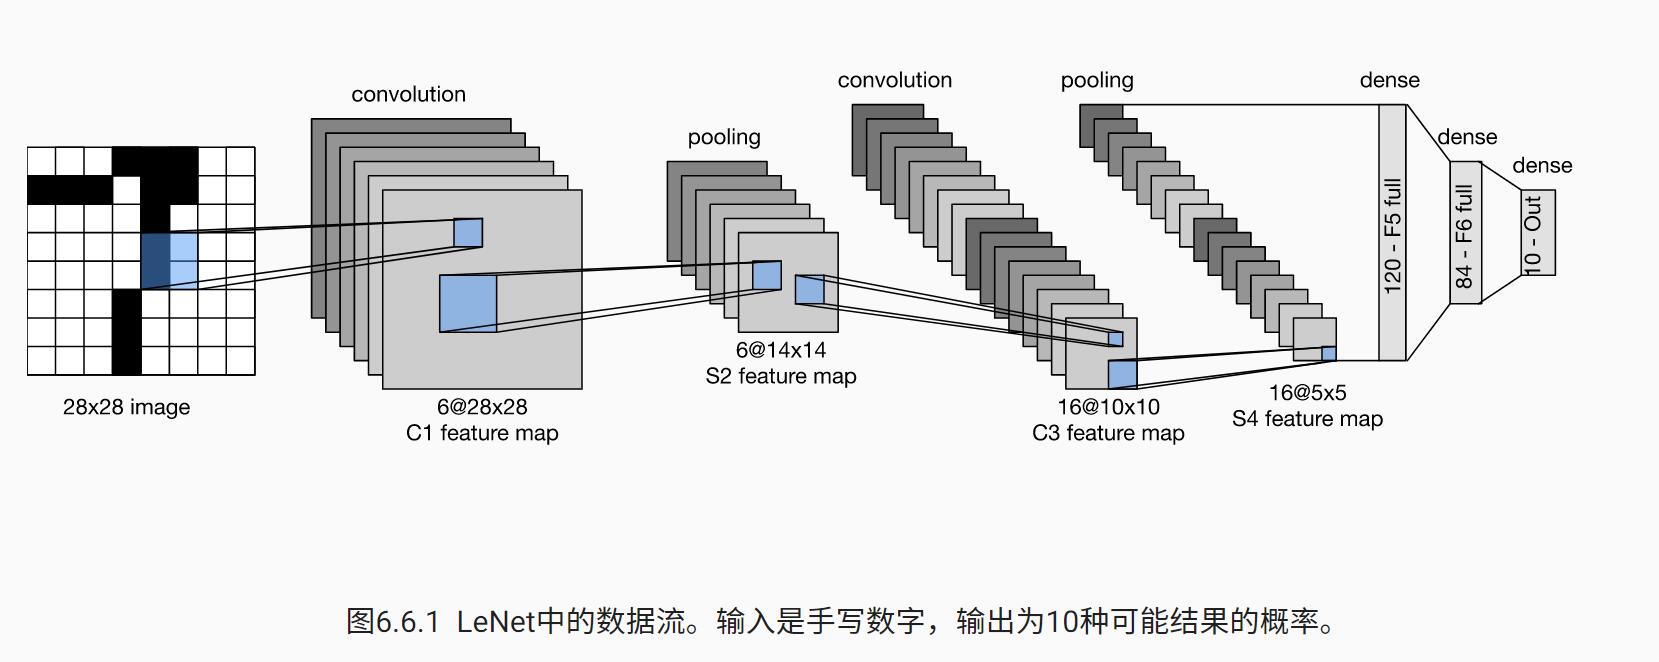 convolution
pooling
convolution
pooling
dense
dense
dense
120 - F5 full
84 - F6 full
10 - Out
28x28 image
6@28x28
C1 feature map
6@14x14
S2 feature map
16@10x10
C3 feature map
16@5x5
S4 feature map
图6.6.1 LeNet中的数据流。输入是手写数字，输出为10种可能结果的概率。